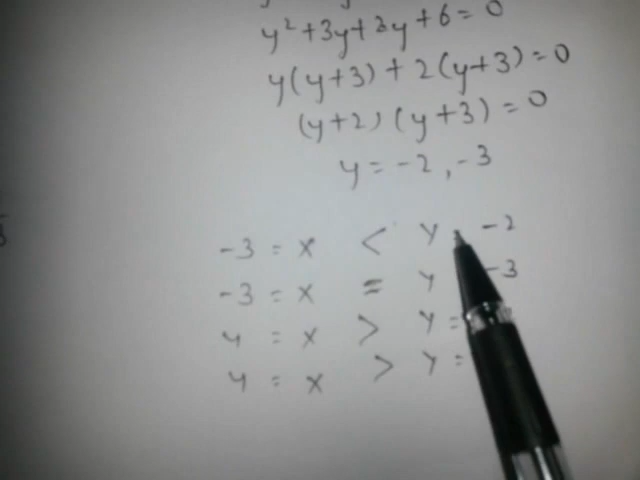 y² + 3y + 2y + 6 = 0
y(y+3) + 2(y+3) = 0
(y+2) (y+3) = 0
y = -2, -3
-3 = x < y -2
-3 = x = y -3
4 = x > y =
4 = x > y =